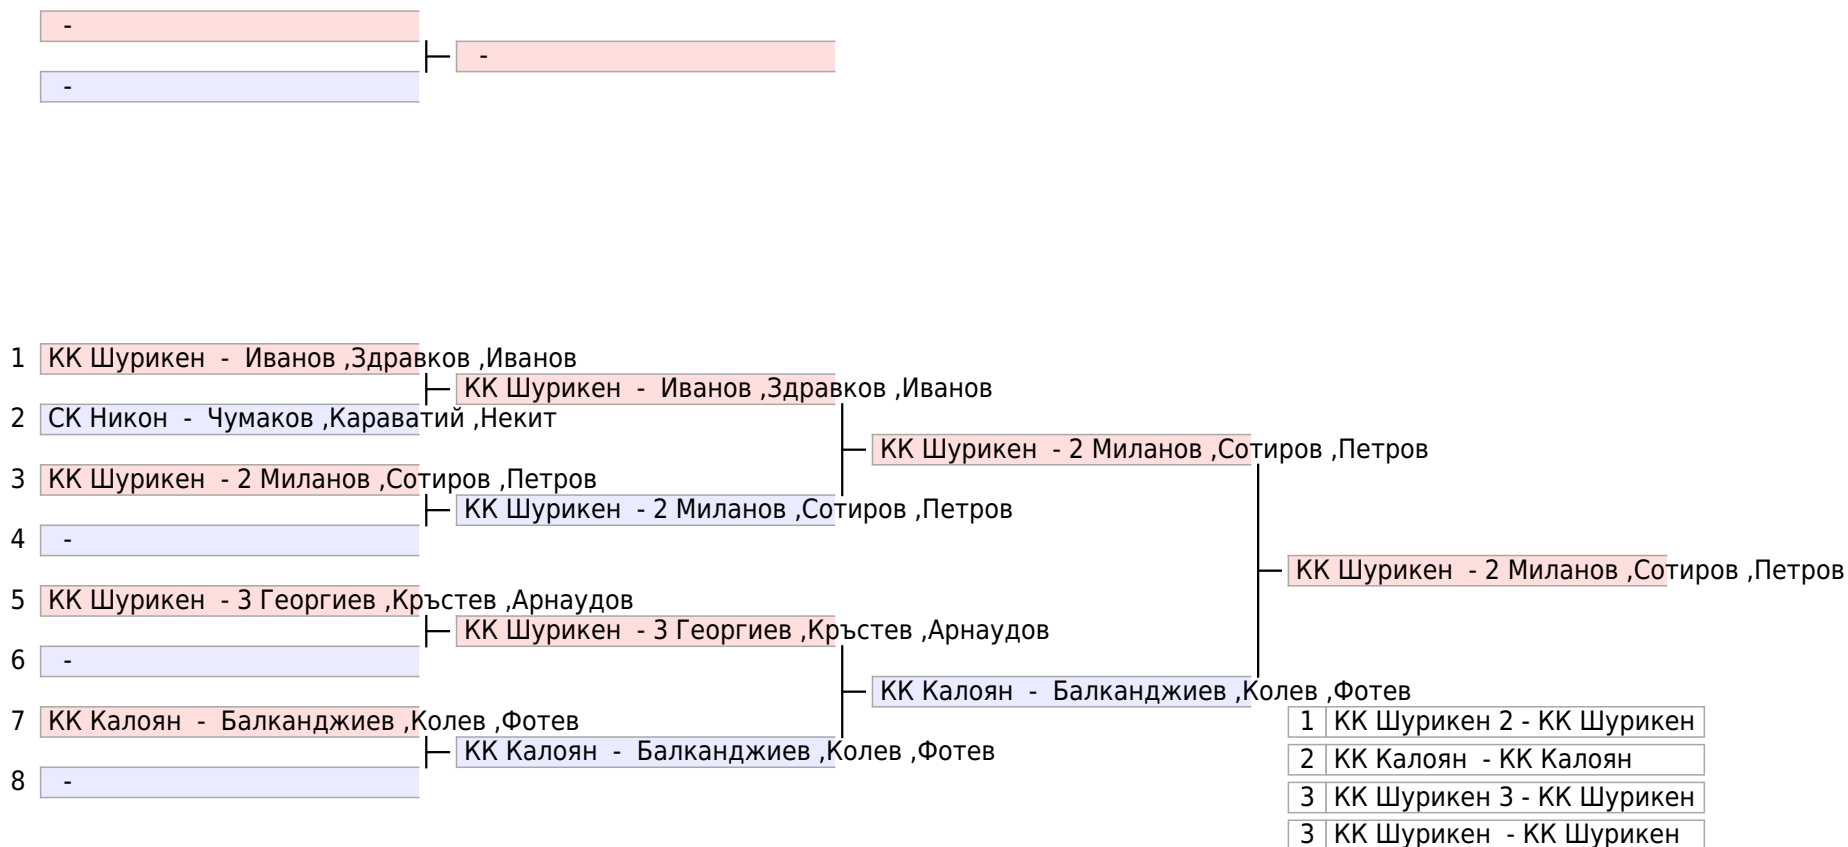 -
-
-
1 КК Шурикен - Иванов ,Здравков ,Иванов
КК Шурикен - Иванов ,Здравков ,Иванов
2 СК Никон - Чумаков ,Караватий ,Некит
КК Шурикен - 2 Миланов ,Сотиров ,Петров
3 КК Шурикен - 2 Миланов ,Сотиров ,Петров
КК Шурикен - 2 Миланов ,Сотиров ,Петров
4 -
КК Шурикен - 2 Миланов ,Сотиров ,Петров
5 КК Шурикен - 3 Георгиев ,Кръстев ,Арнаудов
КК Шурикен - 3 Георгиев ,Кръстев ,Арнаудов
6 -
КК Калоян - Балканджиев ,Колев ,Фотев
7 КК Калоян - Балканджиев ,Колев ,Фотев
КК Калоян - Балканджиев ,Колев ,Фотев
8 -
1 КК Шурикен 2 - КК Шурикен
2 КК Калоян - КК Калоян
3 КК Шурикен 3 - КК Шурикен
3 КК Шурикен - КК Шурикен